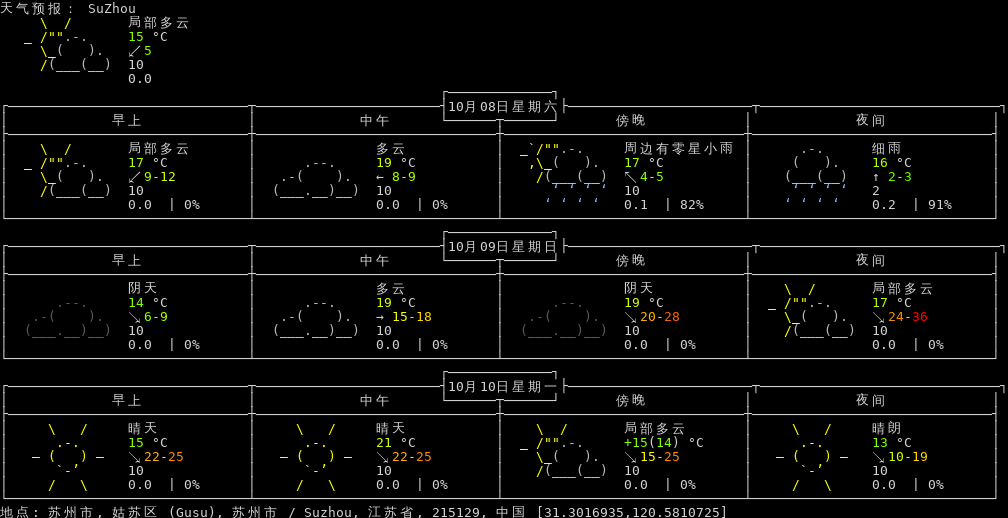 天气预报: SuZhou
局部多云
15 °C
↙5
10
0.0
10月08日星期六
早上 中午 傍晚 夜间
局部多云 多云 周边有零星小雨 细雨
17 °C 19 °C 17 °C 16 °C
↙9-12 ← 8-9 ↖4-5 ↑ 2-3
10 10 10 2
0.0 | 0% 0.0 | 0% 0.1 | 82% 0.2 | 91%
10月09日星期日
早上 中午 傍晚 夜间
阴天 多云 阴天 局部多云
14 °C 19 °C 19 °C 17 °C
↘6-9 → 15-18 ↘20-28 ↘24-36
10 10 10 10
0.0 | 0% 0.0 | 0% 0.0 | 0% 0.0 | 0%
10月10日星期一
早上 中午 傍晚 夜间
晴天 晴天 局部多云 晴朗
15 °C 21 °C +15(14) °C 13 °C
↘22-25 ↘22-25 ↘15-25 ↘10-19
10 10 10 10
0.0 | 0% 0.0 | 0% 0.0 | 0% 0.0 | 0%
地点: 苏州市, 姑苏区 (Gusu), 苏州市 / Suzhou, 江苏省, 215129, 中国 [31.3016935,120.5810725]